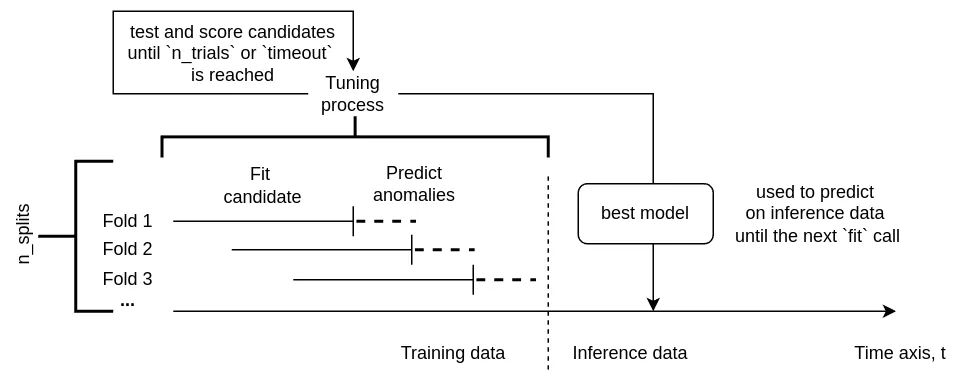 test and score candidates
until `n_trials` or `timeout`
is reached
Tuning
process
Fit
candidate
Predict
anomalies
n_splits
Fold 1
Fold 2
Fold 3
...
best model
used to predict
on inference data
until the next `fit` call
Training data
Inference data
Time axis, t